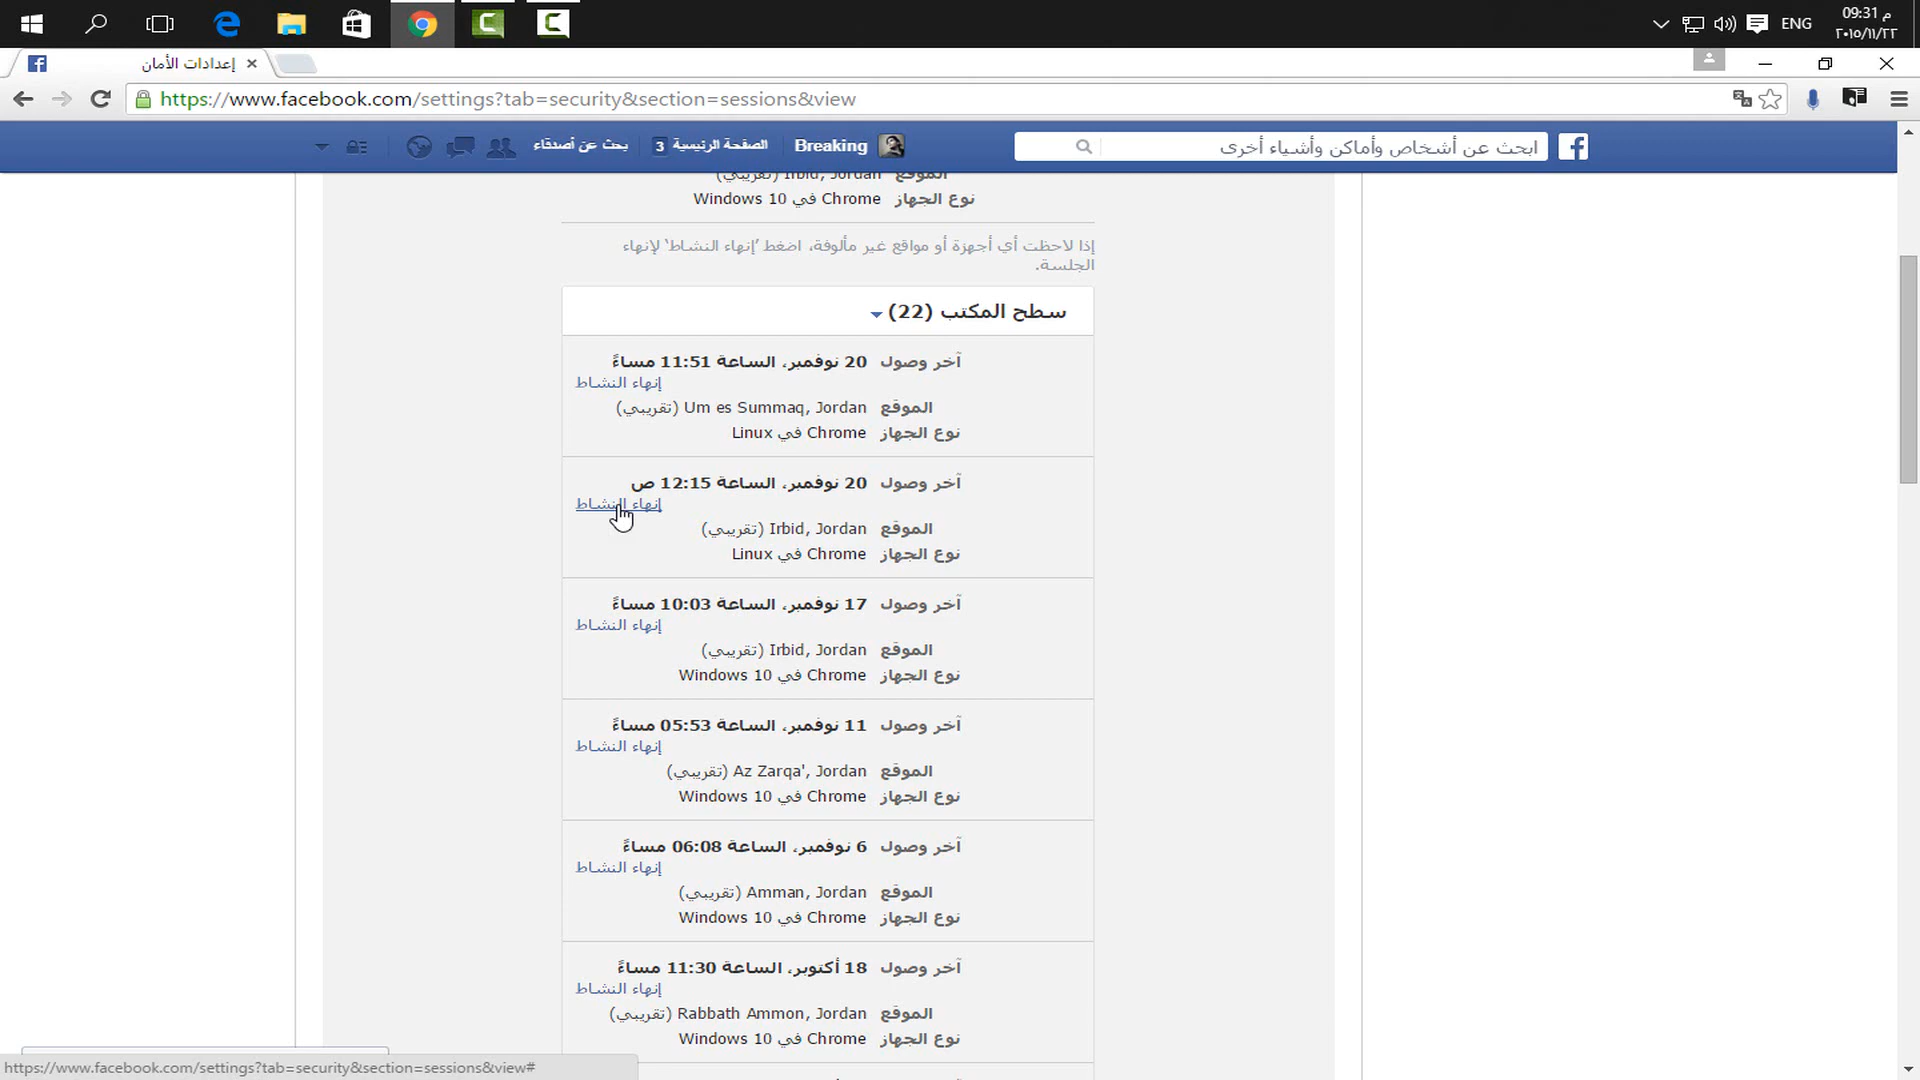 ENG
09:31 م
٢٠١٥/١١/٢٢
إعدادات الأمان
https://www.facebook.com/settings?tab=security&section=sessions&view
ابحث عن أشخاص وأماكن وأشياء أخرى
Breaking
الصفحة الرئيسية 3
بحث عن أصدقاء
الموقع Irbid, Jordan (تقريبي)
نوع الجهاز Chrome في Windows 10
إذا لاحظت أي أجهزة أو مواقع غير مألوفة، اضغط 'إنهاء النشاط' لإنهاء
الجلسة.
سطح المكتب (22)
آخر وصول 20 نوفمبر، الساعة 11:51 مساءً
إنهاء النشاط
الموقع Um es Summaq, Jordan (تقريبي)
نوع الجهاز Chrome في Linux
آخر وصول 20 نوفمبر، الساعة 12:15 ص
إنهاء النشاط
الموقع Irbid, Jordan (تقريبي)
نوع الجهاز Chrome في Linux
آخر وصول 17 نوفمبر، الساعة 10:03 مساءً
إنهاء النشاط
الموقع Irbid, Jordan (تقريبي)
نوع الجهاز Chrome في Windows 10
آخر وصول 11 نوفمبر، الساعة 05:53 مساءً
إنهاء النشاط
الموقع Az Zarqa', Jordan (تقريبي)
نوع الجهاز Chrome في Windows 10
آخر وصول 6 نوفمبر، الساعة 06:08 مساءً
إنهاء النشاط
الموقع Amman, Jordan (تقريبي)
نوع الجهاز Chrome في Windows 10
آخر وصول 18 أكتوبر، الساعة 11:30 مساءً
إنهاء النشاط
الموقع Rabbath Ammon, Jordan (تقريبي)
نوع الجهاز Chrome في Windows 10
https://www.facebook.com/settings?tab=security&section=sessions&view#